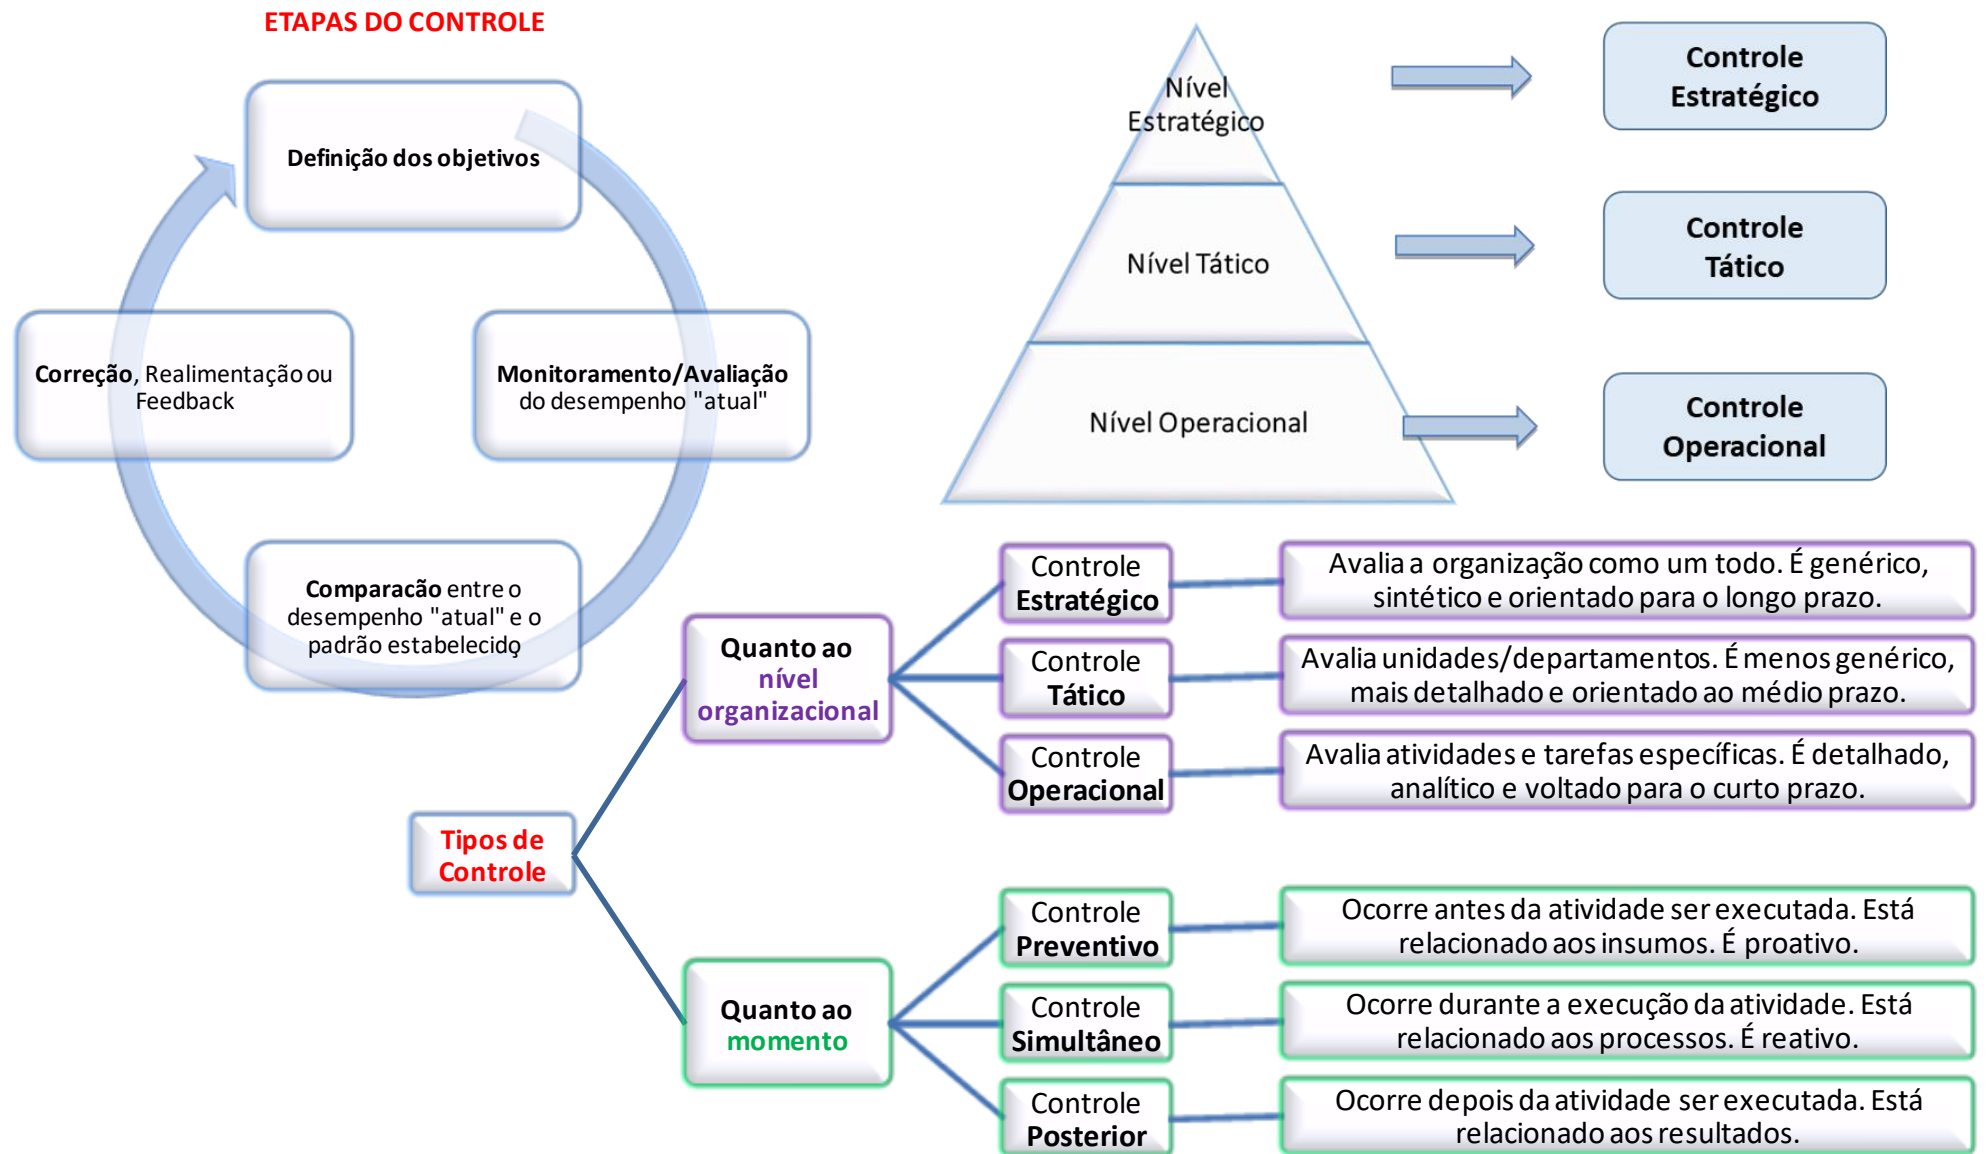 ETAPAS DO CONTROLE
Definição dos objetivos
Monitoramento/Avaliação
do desempenho "atual"
Comparacão entre o
desempenho "atual" e o
padrão estabelecido
Correção, Realimentação ou
Feedback
Nível
Estratégico
Nível Tático
Nível Operacional
Controle
Estratégico
Controle
Tático
Controle
Operacional
Tipos de
Controle
Quanto ao
nível
organizacional
Controle
Estratégico
Avalia a organização como um todo. É genérico,
sintético e orientado para o longo prazo.
Controle
Tático
Avalia unidades/departamentos. É menos genérico,
mais detalhado e orientado ao médio prazo.
Controle
Operacional
Avalia atividades e tarefas específicas. É detalhado,
analítico e voltado para o curto prazo.
Quanto ao
momento
Controle
Preventivo
Ocorre antes da atividade ser executada. Está
relacionado aos insumos. É proativo.
Controle
Simultâneo
Ocorre durante a execução da atividade. Está
relacionado aos processos. É reativo.
Controle
Posterior
Ocorre depois da atividade ser executada. Está
relacionado aos resultados.